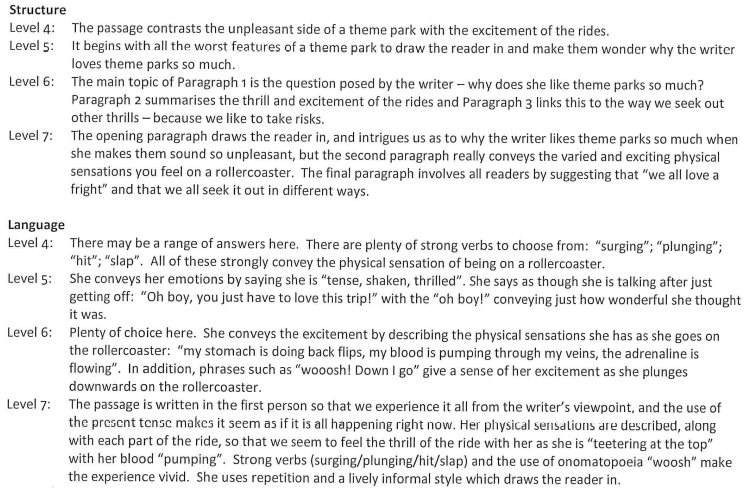 Structure
Level 4: The passage contrasts the unpleasant side of a theme park with the excitement of the rides.
Level 5: It begins with all the worst features of a theme park to draw the reader in and make them wonder why the writer
loves theme parks so much.
Level 6: The main topic of Paragraph 1 is the question posed by the writer – why does she like theme parks so much?
Paragraph 2 summarises the thrill and excitement of the rides and Paragraph 3 links this to the way we seek out
other thrills – because we like to take risks.
Level 7: The opening paragraph draws the reader in, and intrigues us as to why the writer likes theme parks so much when
she makes them sound so unpleasant, but the second paragraph really conveys the varied and exciting physical
sensations you feel on a rollercoaster. The final paragraph involves all readers by suggesting that “we all love a
fright” and that we all seek it out in different ways.
Language
Level 4: There may be a range of answers here. There are plenty of strong verbs to choose from: “surging”; “plunging”;
“hit”; “slap”. All of these strongly convey the physical sensation of being on a rollercoaster.
Level 5: She conveys her emotions by saying she is “tense, shaken, thrilled”. She says as though she is talking after just
getting off: “Oh boy, you just have to love this trip!” with the “oh boy!” conveying just how wonderful she thought
it was.
Level 6: Plenty of choice here. She conveys the excitement by describing the physical sensations she has as she goes on
the rollercoaster: “my stomach is doing back flips, my blood is pumping through my veins, the adrenaline is
flowing”. In addition, phrases such as “wooosh! Down I go” give a sense of her excitement as she plunges
downwards on the rollercoaster.
Level 7: The passage is written in the first person so that we experience it all from the writer’s viewpoint, and the use of
the present tense makes it seem as if it is all happening right now. Her physical sensations are described, along
with each part of the ride, so that we seem to feel the thrill of the ride with her as she is “teetering at the top”
with her blood “pumping”. Strong verbs (surging/plunging/hit/slap) and the use of onomatopoeia “woosh” make
the experience vivid. She uses repetition and a lively informal style which draws the reader in.